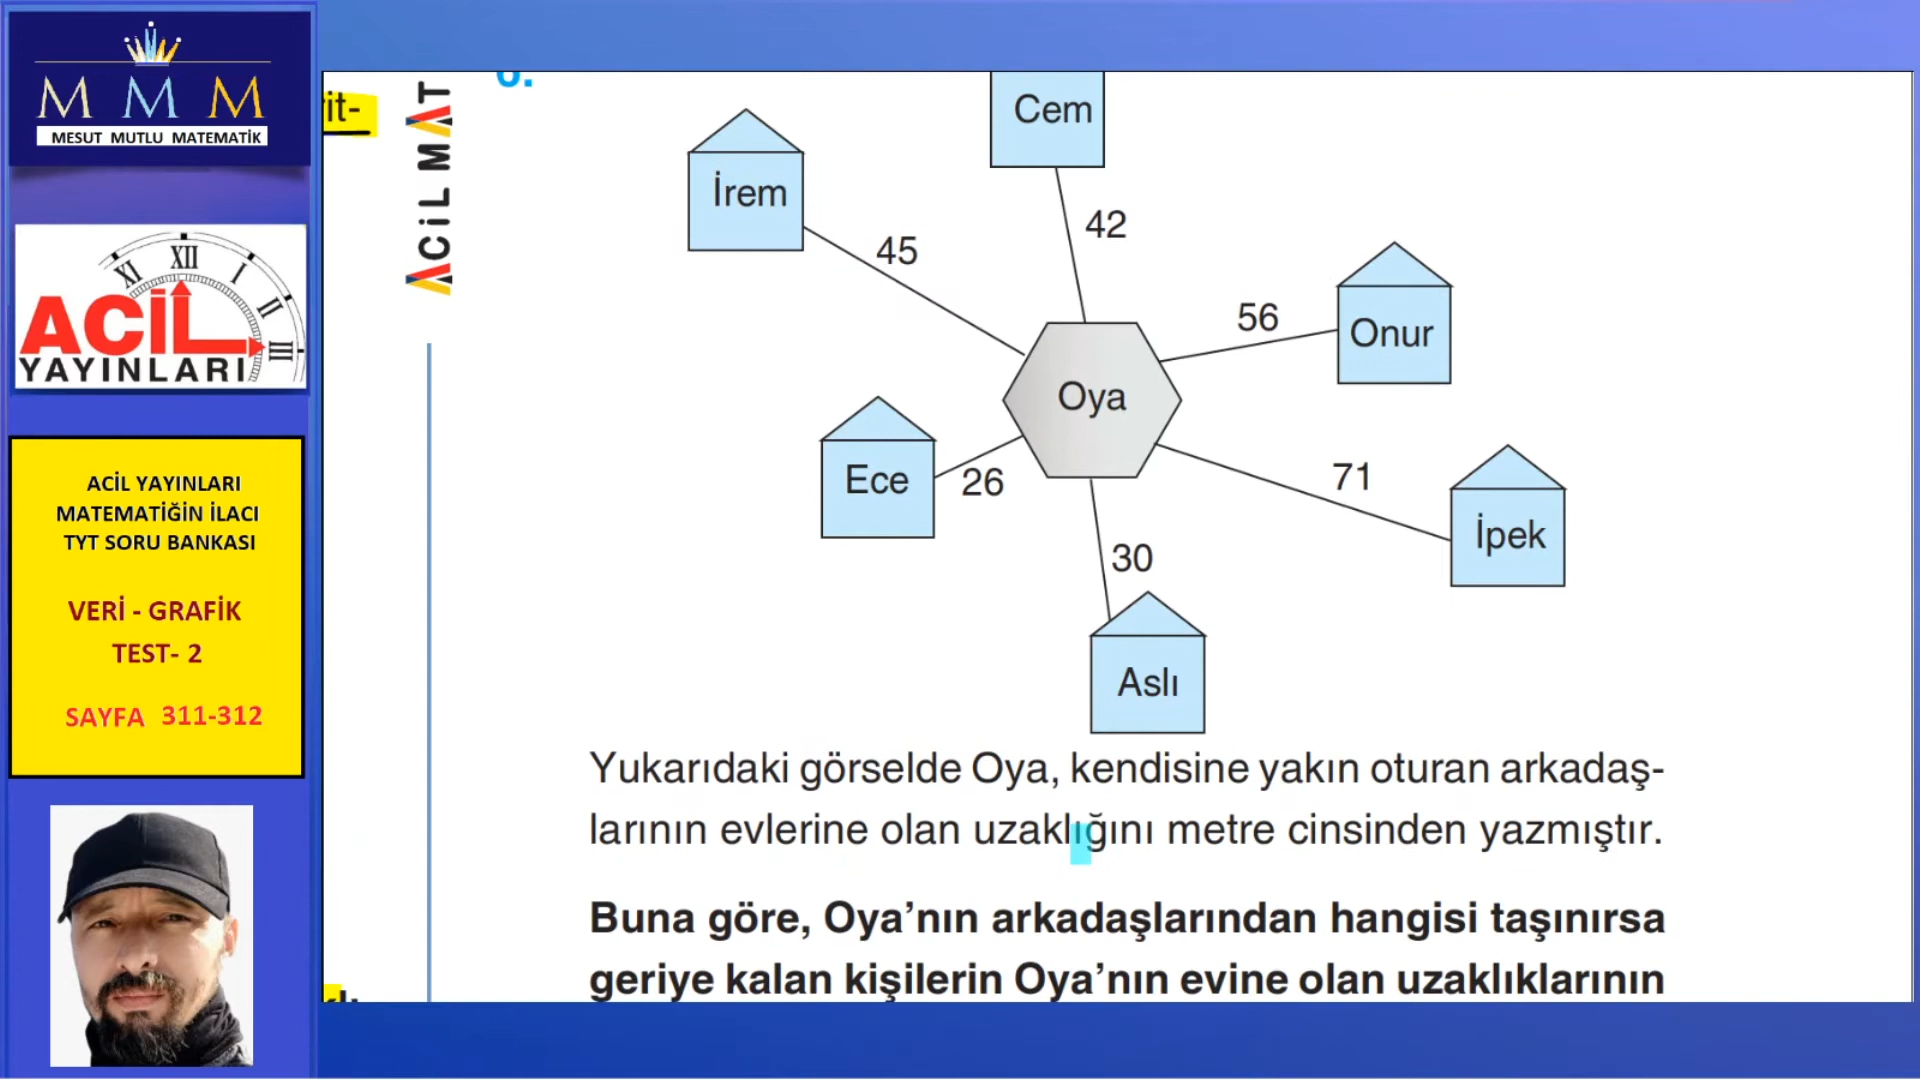 M M M
MESUT MUTLU MATEMATİK
XI XII I II III
ACİL
YAYINLARI
ACİL YAYINLARI
MATEMATİĞİN İLACI
TYT SORU BANKASI
VERİ - GRAFİK
TEST- 2
SAYFA 311-312
it-
ACİL MAT
6.
Cem
İrem
45
42
56
Onur
Oya
Ece
26
71
İpek
30
Aslı
Yukarıdaki görselde Oya, kendisine yakın oturan arkadaş-
larının evlerine olan uzaklığını metre cinsinden yazmıştır.
Buna göre, Oya’nın arkadaşlarından hangisi taşınırsa
geriye kalan kişilerin Oya’nın evine olan uzaklıklarının